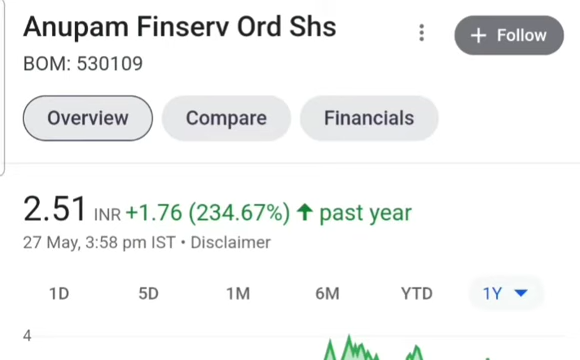 Anupam Finserv Ord Shs
+ Follow
BOM: 530109
Overview
Compare
Financials
2.51 INR +1.76 (234.67%) ↑ past year
27 May, 3:58 pm IST • Disclaimer
1D 5D 1M 6M YTD 1Y
4